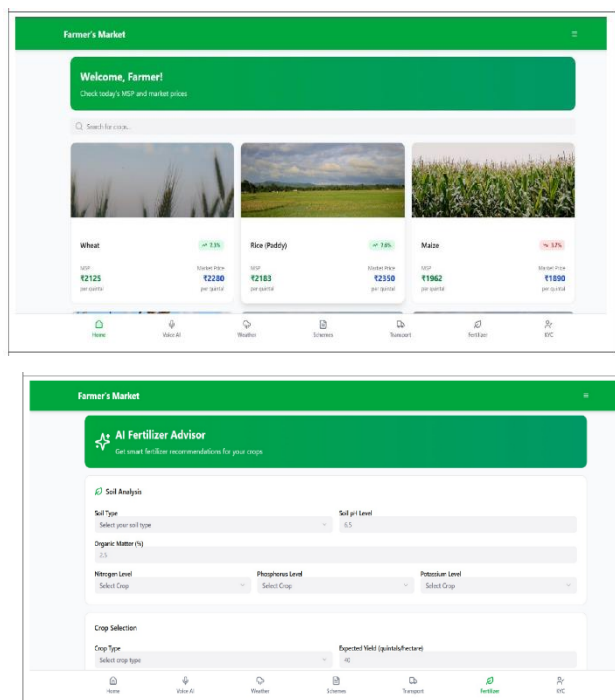 Farmer's Market
Welcome, Farmer!
Check today's MSP and market prices
Search for crops...
Wheat
7.3%
MSP Market Price
₹2125 ₹2280
per quintal per quintal
Rice (Paddy)
7.6%
MSP Market Price
₹2183 ₹2350
per quintal per quintal
Maize
MSP Market Price
₹1962 ₹1890
per quintal per quintal
Home Voice AI Weather Schemes Transport Fertilizer KYC
Farmer's Market
AI Fertilizer Advisor
Get smart fertilizer recommendations for your crops
Soil Analysis
Soil Type Soil pH Level
Select your soil type 6.5
Organic Matter (%)
2.5
Nitrogen Level Phosphorus Level Potassium Level
Select Crop Select Crop Select Crop
Crop Selection
Crop Type Expected Yield (quintals/hectare)
Select crop type 40
Home Voice AI Weather Schemes Transport Fertilizer KYC